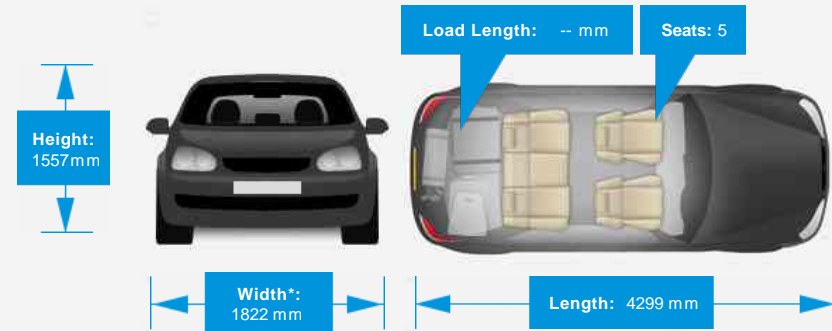 Load Length: -- mm
Seats: 5
Height:
1557mm
Width*:
1822 mm
Length: 4299 mm